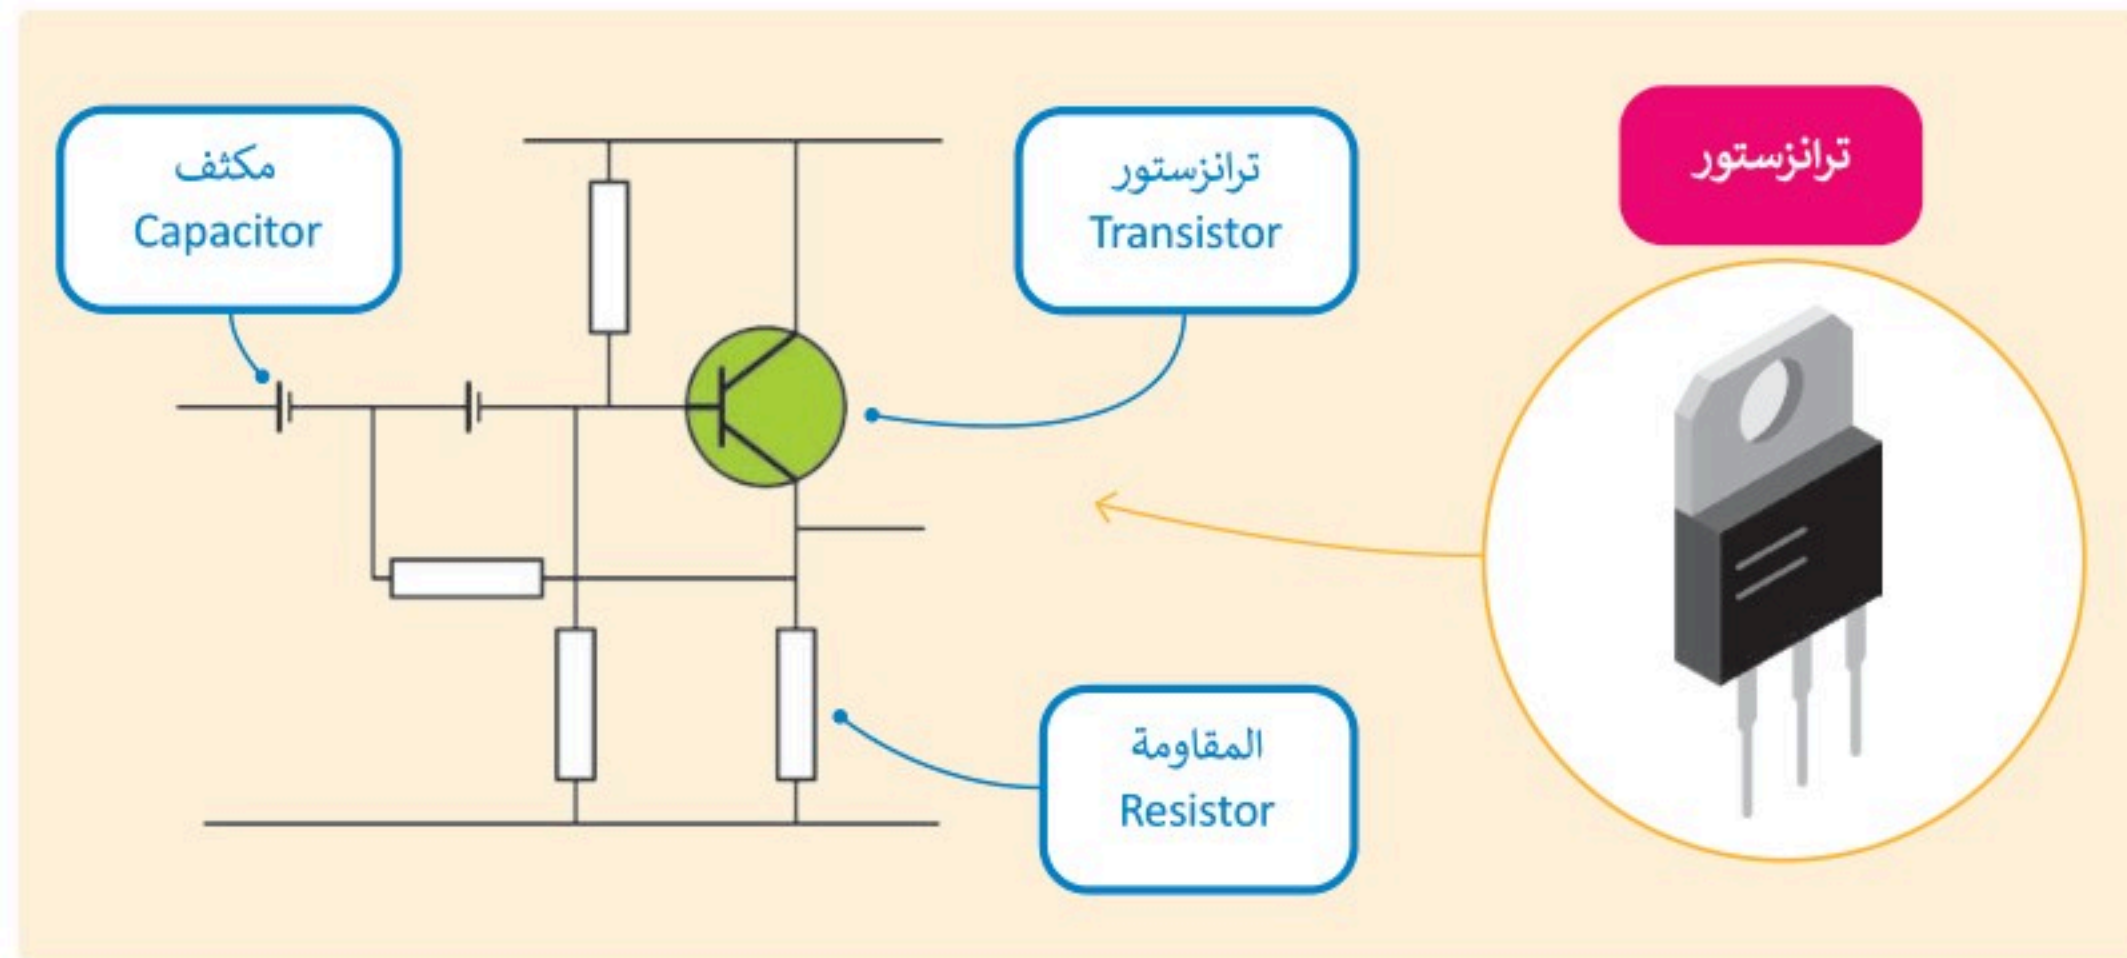 ترانزستور
ترانزستور
Transistor
مكثف
Capacitor
المقاومة
Resistor